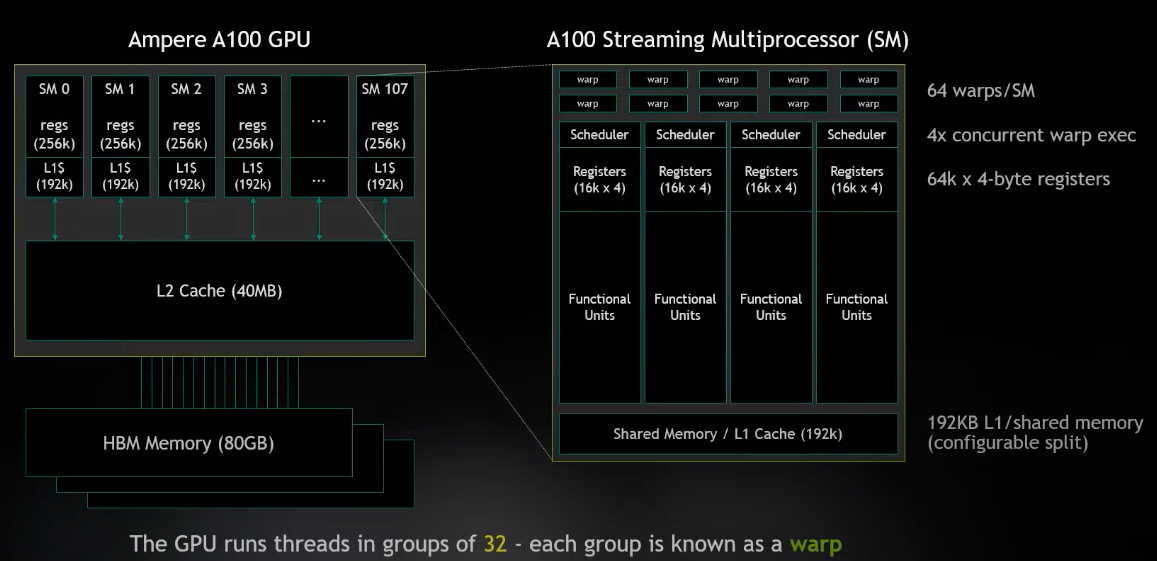 Ampere A100 GPU
SM 0 SM 1 SM 2 SM 3 ... SM 107
regs regs regs regs regs
(256k) (256k) (256k) (256k) (256k)
L1$ L1$ L1$ L1$ ... L1$
(192k) (192k) (192k) (192k) (192k)
L2 Cache (40MB)
HBM Memory (80GB)
A100 Streaming Multiprocessor (SM)
warp warp warp warp warp
warp warp warp warp warp
64 warps/SM
Scheduler Scheduler Scheduler Scheduler
4x concurrent warp exec
Registers Registers Registers Registers
(16k x 4) (16k x 4) (16k x 4) (16k x 4)
64k x 4-byte registers
Functional Functional Functional Functional
Units Units Units Units
Shared Memory / L1 Cache (192k)
192KB L1/shared memory
(configurable split)
The GPU runs threads in groups of 32 - each group is known as a warp